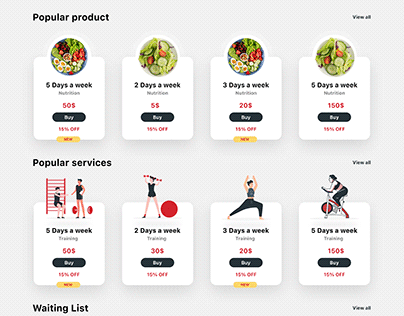 Popular product
View all
5 Days a week
2 Days a week
3 Days a week
5 Days a week
Nutrition
Nutrition
Nutrition
Nutrition
50$
5$
20$
150$
Buy
Buy
Buy
Buy
15% OFF
15% OFF
15% OFF
15% OFF
NEW
NEW
Popular services
View all
5 Days a week
2 Days a week
3 Days a week
5 Days a week
Training
Training
Training
Training
50$
30$
20$
150$
Buy
Buy
Buy
Buy
15% OFF
15% OFF
15% OFF
15% OFF
NEW
NEW
Waiting List
View all